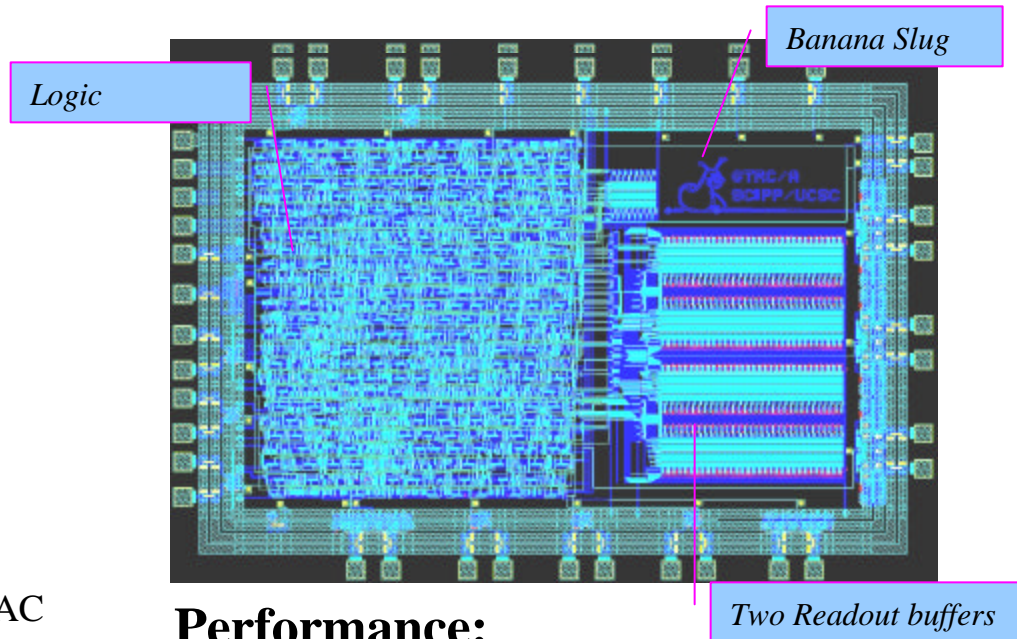 Banana Slug
Logic
GTRC/A
SCIPP/UCSC
Two Readout buffers
AC
Performance: